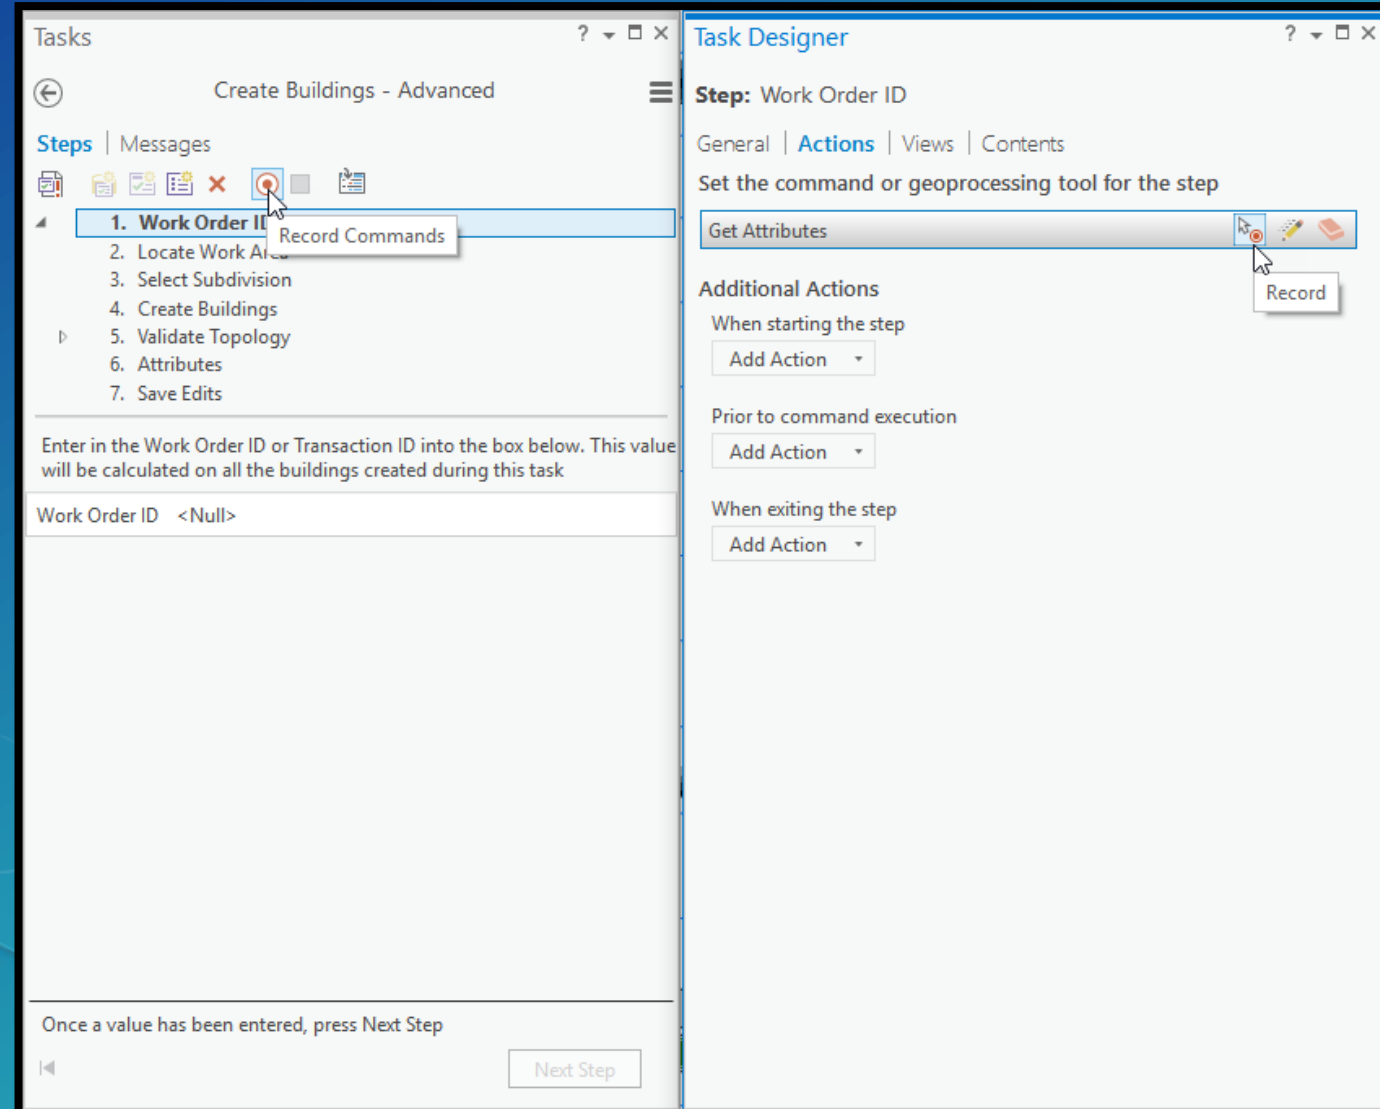 Tasks
Create Buildings - Advanced
Steps | Messages
1. Work Order ID
Record Commands
2. Locate Work Area
3. Select Subdivision
4. Create Buildings
5. Validate Topology
6. Attributes
7. Save Edits
Enter in the Work Order ID or Transaction ID into the box below. This value
will be calculated on all the buildings created during this task
Work Order ID <Null>
Once a value has been entered, press Next Step
Next Step
Task Designer
Step: Work Order ID
General | Actions | Views | Contents
Set the command or geoprocessing tool for the step
Get Attributes
Record
Additional Actions
When starting the step
Add Action
Prior to command execution
Add Action
When exiting the step
Add Action